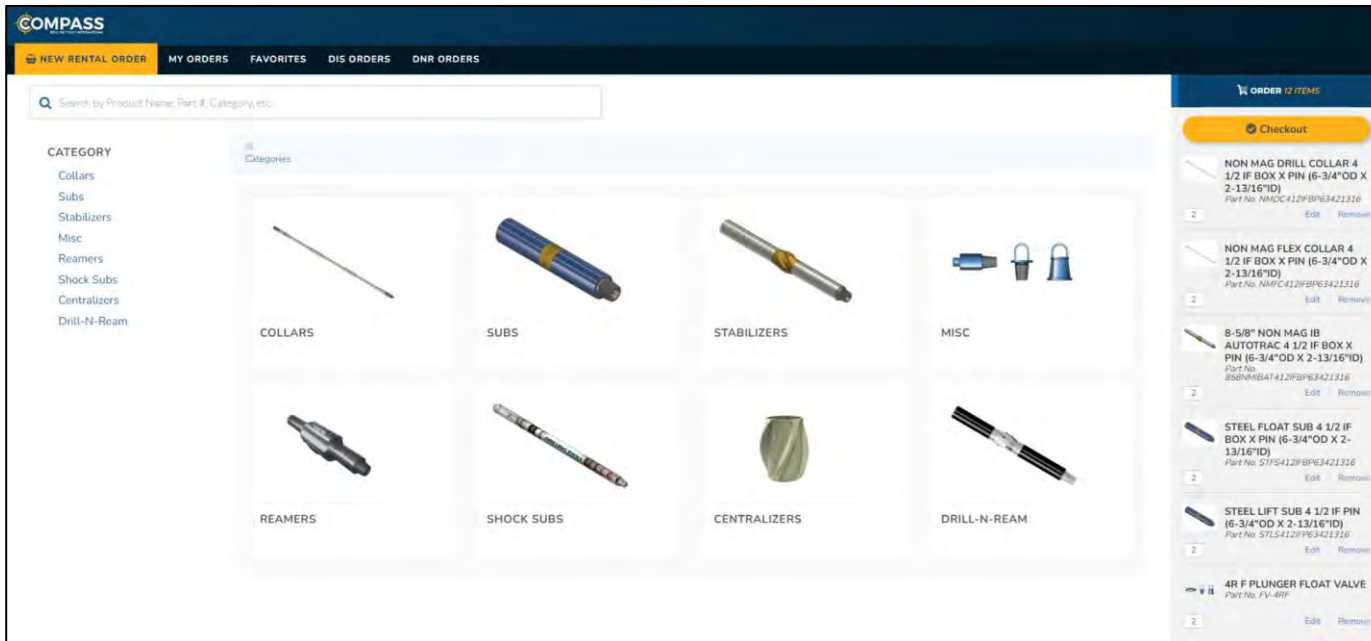 COMPASS
DRILLING TOOLS INTERNATIONAL
NEW RENTAL ORDER
MY ORDERS
FAVORITES
DIS ORDERS
DNR ORDERS
Search by Product Name, Part #, Category, etc.
CATEGORY
Collars
Subs
Stabilizers
Misc
Reamers
Shock Subs
Centralizers
Drill-N-Ream
Categories
COLLARS
SUBS
STABILIZERS
MISC
DRILLING TOOLS
REAMERS
SHOCK SUBS
CENTRALIZERS
DRILL-N-REAM
ORDER 12 ITEMS
Checkout
NON MAG DRILL COLLAR 4
1/2 IF BOX X PIN (6-3/4"OD X
2-13/16"ID)
Part No. NMDC412IFBP63421316
2 Edit Remove
NON MAG FLEX COLLAR 4
1/2 IF BOX X PIN (6-3/4"OD X
2-13/16"ID)
Part No. NMFC412IFBP63421316
2 Edit Remove
8-5/8" NON MAG IB
AUTOTRAC 4 1/2 IF BOX X
PIN (6-3/4"OD X 2-13/16"ID)
Part No.
858NMIBAT412IFBP63421316
2 Edit Remove
STEEL FLOAT SUB 4 1/2 IF
BOX X PIN (6-3/4"OD X 2-
13/16"ID)
Part No. STFS412IFBP63421316
2 Edit Remove
STEEL LIFT SUB 4 1/2 IF PIN
(6-3/4"OD X 2-13/16"ID)
Part No. STLS412IFP63421316
2 Edit Remove
4R F PLUNGER FLOAT VALVE
Part No. FV-4RF
2 Edit Remove